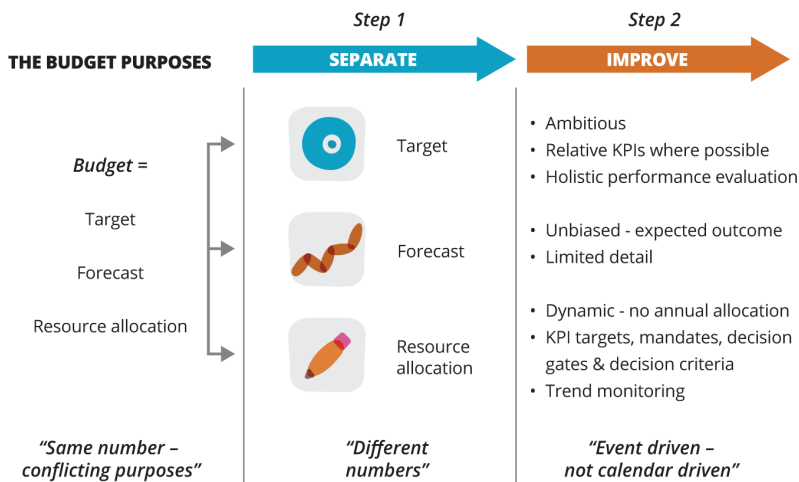 Step 1
Step 2
THE BUDGET PURPOSES
SEPARATE
IMPROVE
Budget =
Target
Forecast
Resource allocation
Target
Forecast
Resource
allocation
• Ambitious
• Relative KPIs where possible
• Holistic performance evaluation
• Unbiased - expected outcome
• Limited detail
• Dynamic - no annual allocation
• KPI targets, mandates, decision
gates & decision criteria
• Trend monitoring
“Same number –
conflicting purposes”
“Different
numbers”
“Event driven –
not calendar driven”